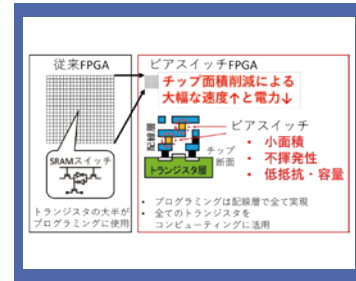 従来FPGA
SRAMスイッチ
トランジスタの大半が
プログラミングに使用
ビアスイッチFPGA
チップ面積削減による
大幅な速度↑と電力↓
配線層
チップ
断面
トランジスタ層
ビアスイッチ
• 小面積
• 不揮発性
• 低抵抗・容量
• プログラミングは配線層で全て実現
• 全てのトランジスタを
コンピューティングに活用